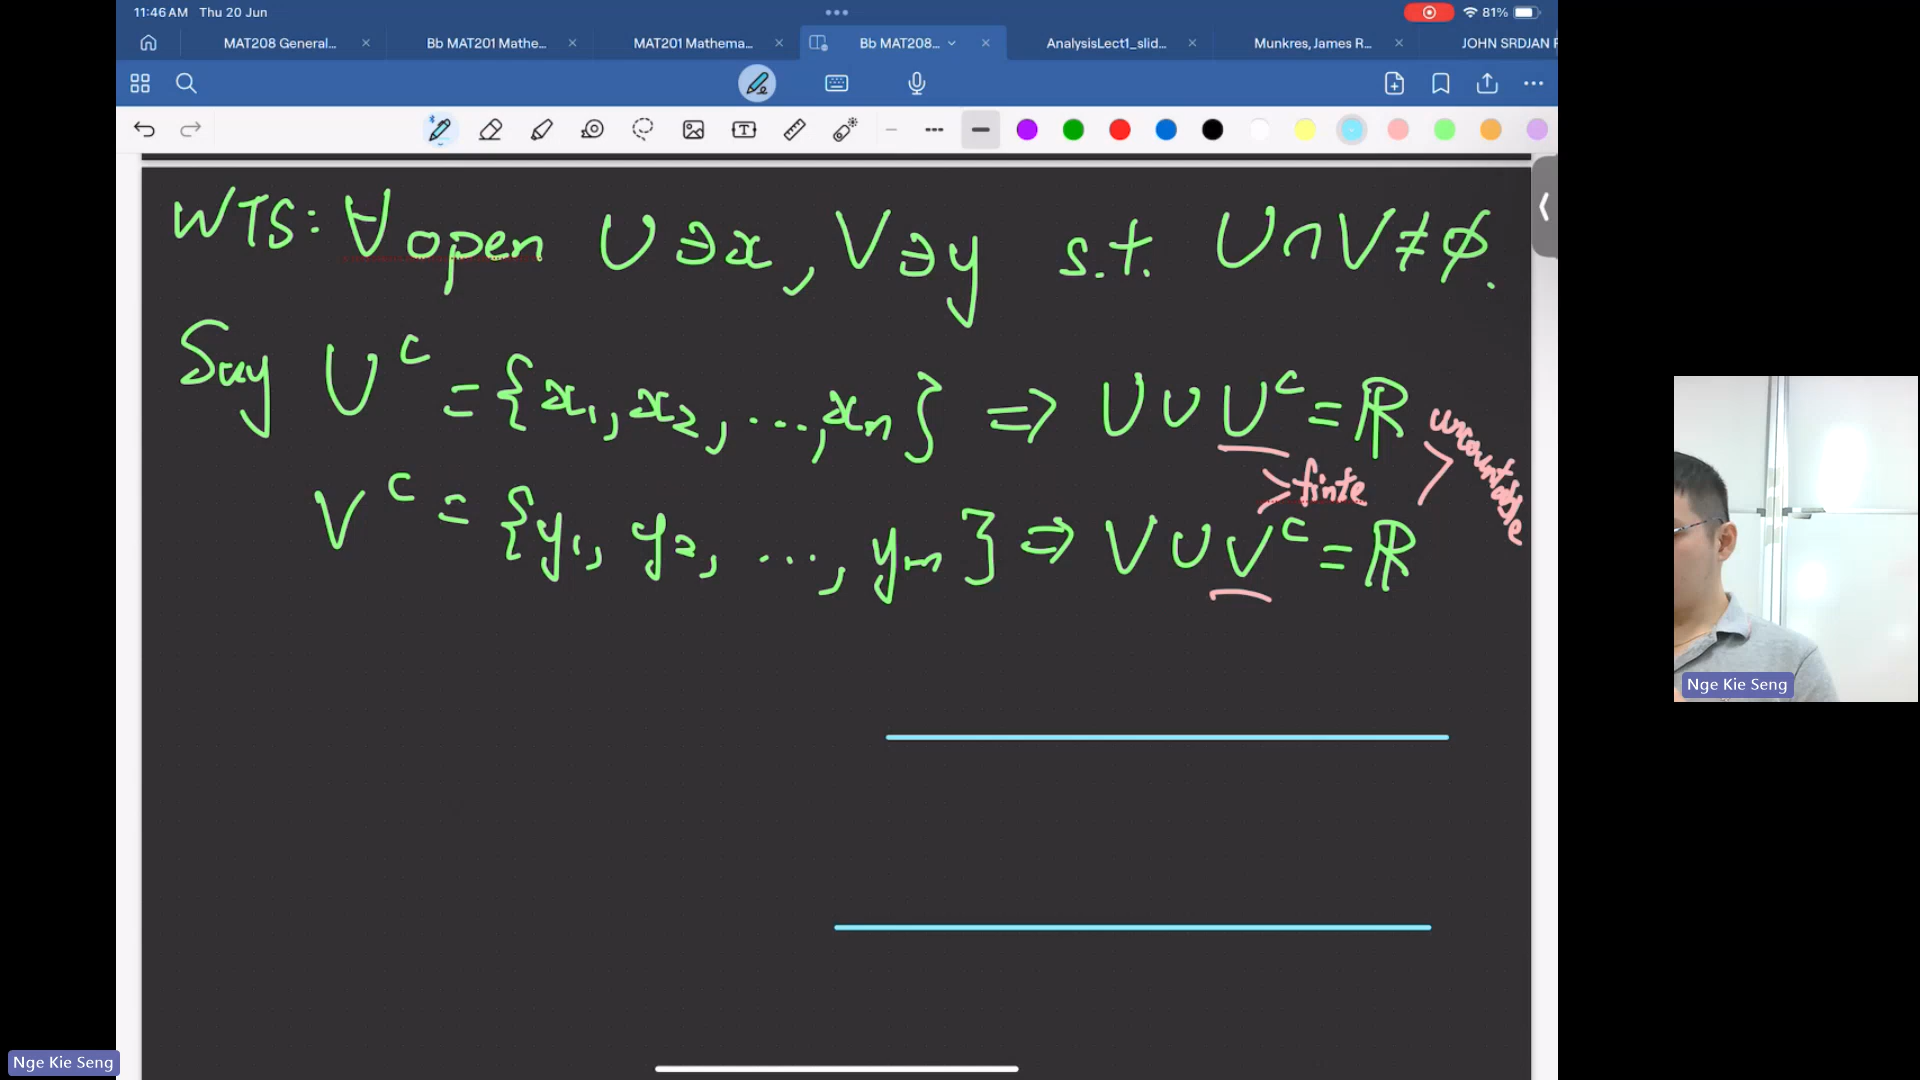 11:46 AM Thu 20 Jun
81%
MAT208 General...
Bb MAT201 Mathe...
MAT201 Mathema...
Bb MAT208...
AnalysisLect1_slid...
Munkres, James R...
JOHN SRDJAN P
WTS: ∀ open U∋x, V∋y s.t. U∩V≠∅.
Say U^c = {x₁, x₂, ..., xₙ} ⇒ U∪U^c = ℝ
uncountable
finte
V^c = {y₁, y₂, ..., yₘ} ⇒ V∪V^c = ℝ
Nge Kie Seng
Nge Kie Seng